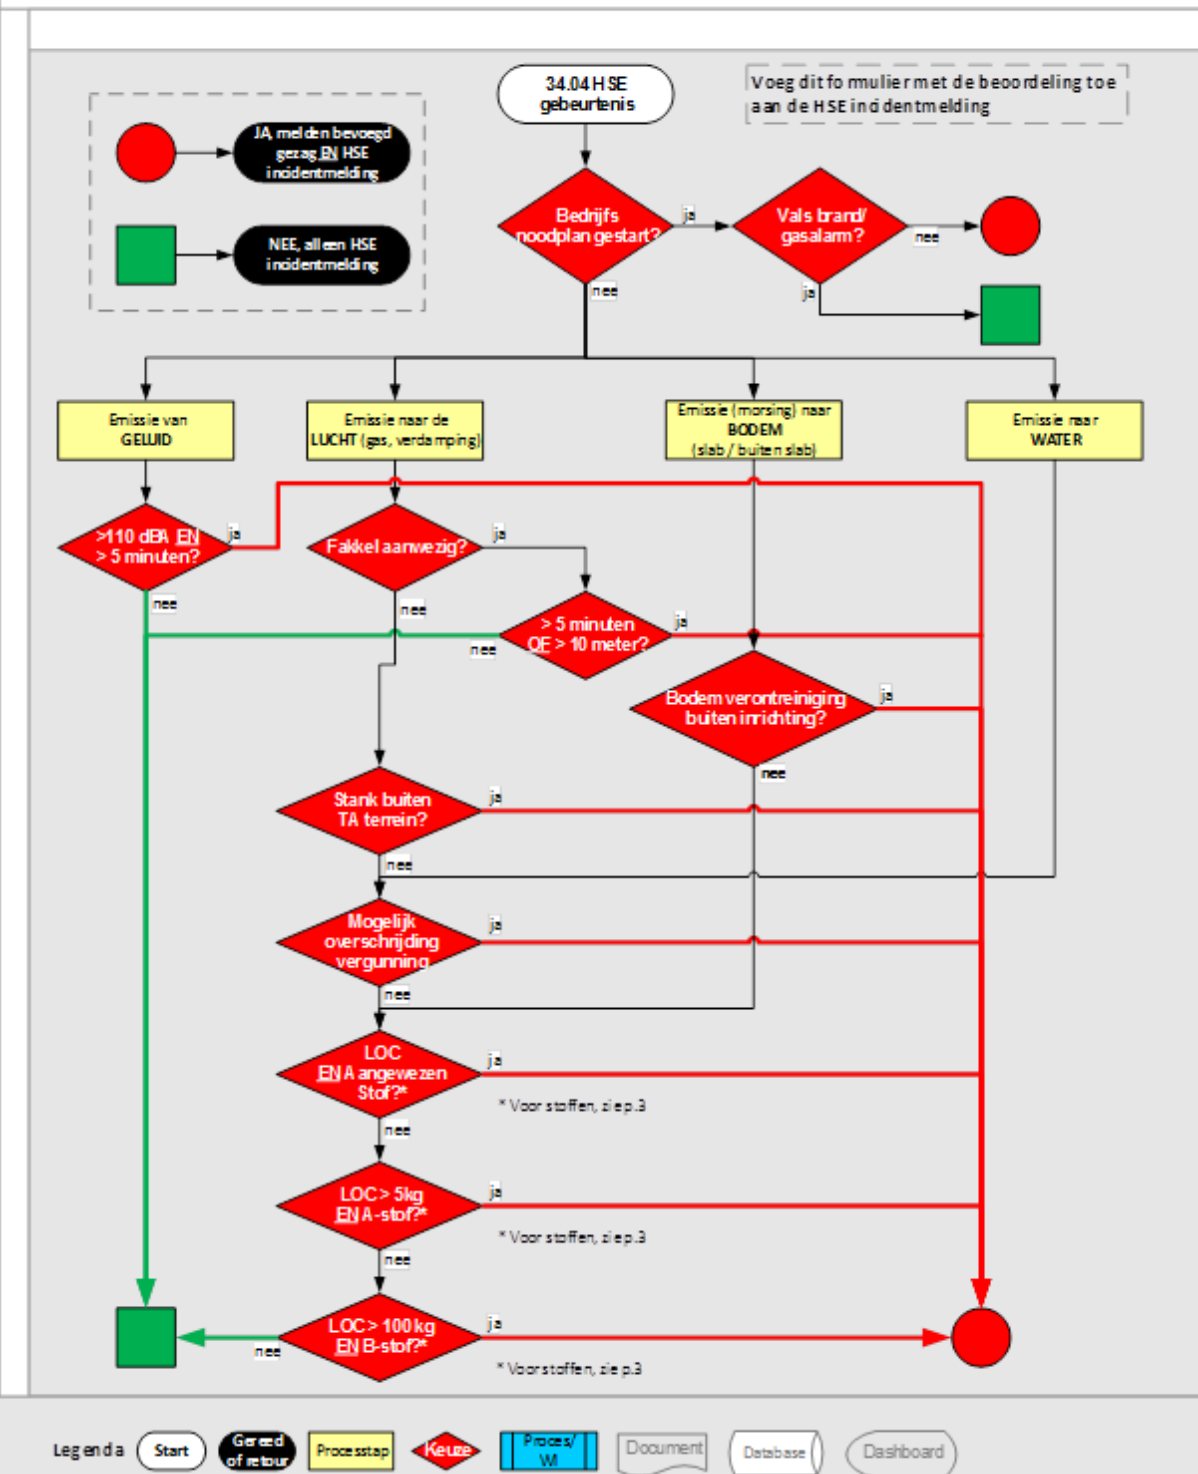 34.04 HSE
gebeurtenis
Voeg dit formulier met de beoordeling toe
aan de HSE incidentmelding
JA, melden bevoegd
gezag EN HSE
incidentmelding
NEE, alleen HSE
incidentmelding
Bedrijfs
noodplan gestart?
ja
Vals brand/
gasalarm?
nee
nee
ja
Emissie van
GELUID
Emissie naar de
LUCHT (gas, verdamping)
Emissie (morsing) naar
BODEM
(slab / buiten slab)
Emissie naar
WATER
>110 dBA EN
> 5 minuten?
ja
nee
Fakkel aanwezig?
ja
nee
> 5 minuten
OF > 10 meter?
ja
nee
Bodem verontreiniging
buiten inrichting?
ja
nee
Stank buiten
TA terrein?
ja
nee
Mogelijk
overschrijding
vergunning
ja
nee
LOC
EN Aangewezen
Stof?*
ja
* Voor stoffen, zie p.3
nee
LOC > 5kg
EN A-stof?*
ja
* Voor stoffen, zie p.3
nee
LOC > 100 kg
EN B-stof?*
ja
nee
* Voor stoffen, zie p.3
Legenda
Start
Gereed
of retour
Processtap
Keuze
Proces/
WI
Document
Database
Dashboard